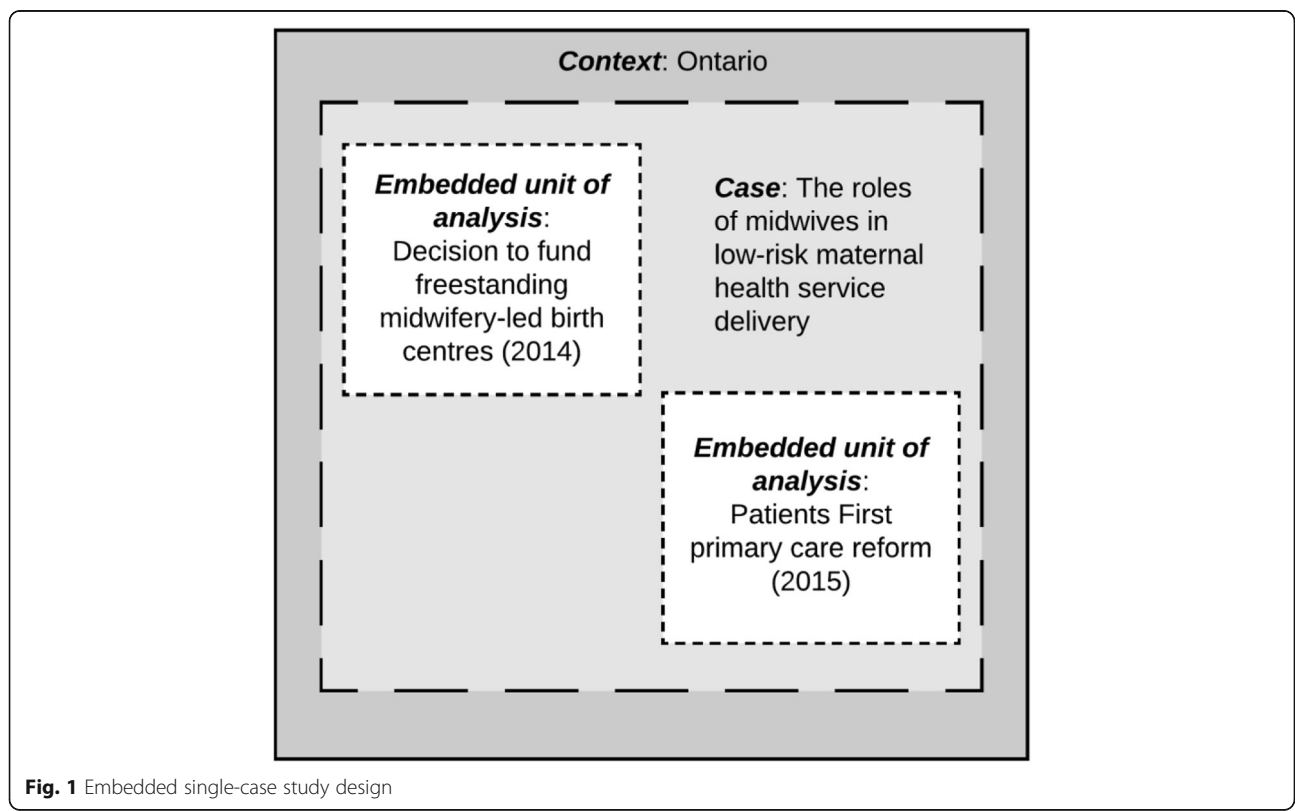 Context: Ontario
Embedded unit of
analysis:
Decision to fund
freestanding
midwifery-led birth
centres (2014)
Case: The roles
of midwives in
low-risk maternal
health service
delivery
Embedded unit of
analysis:
Patients First
primary care reform
(2015)
Fig. 1 Embedded single-case study design